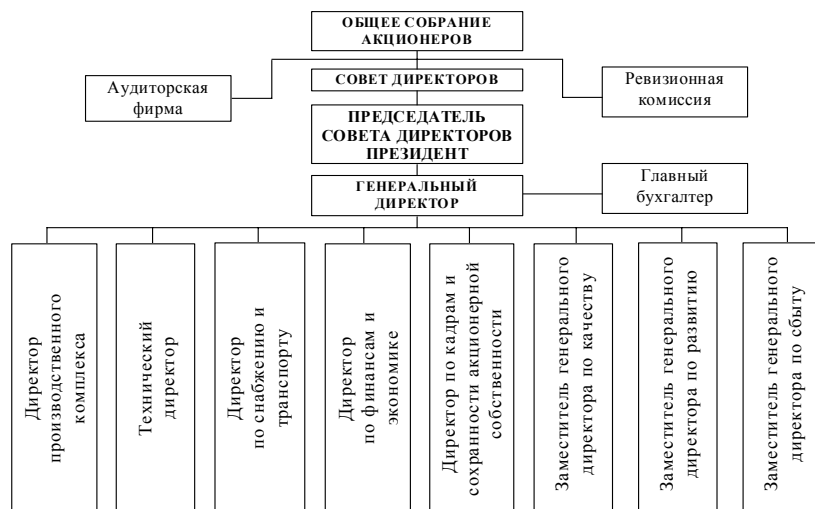 ОБЩЕЕ СОБРАНИЕ
АКЦИОНЕРОВ
Аудиторская
фирма
СОВЕТ ДИРЕКТОРОВ
Ревизионная
комиссия
ПРЕДСЕДАТЕЛЬ
СОВЕТА ДИРЕКТОРОВ
ПРЕЗИДЕНТ
ГЕНЕРАЛЬНЫЙ
ДИРЕКТОР
Главный
бухгалтер
Директор
производственного
комплекса
Технический
директор
Директор
по снабжению и
транспорту
Директор
по финансам и
экономике
Директор по кадрам и
сохранности акционерной
собственности
Заместитель генерального
директора по качеству
Заместитель генерального
директора по развитию
Заместитель генерального
директора по сбыту